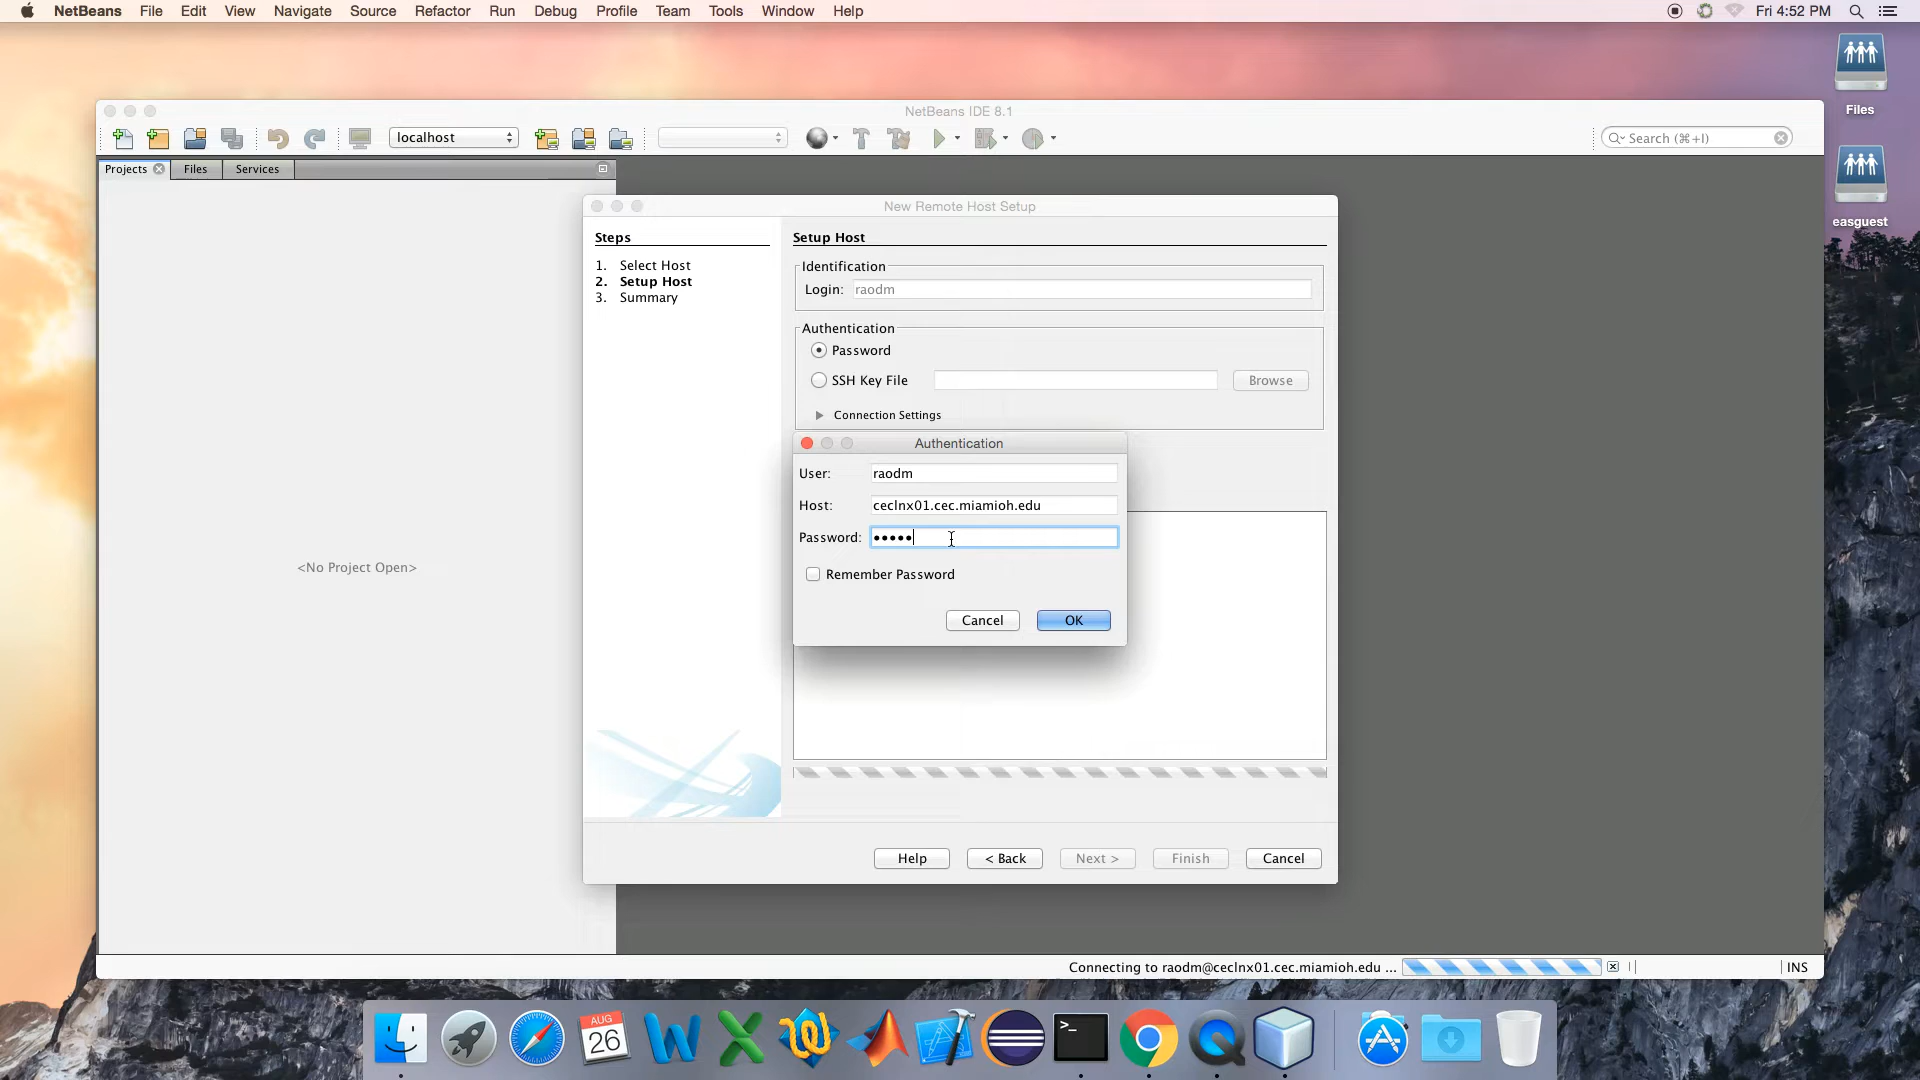 NetBeans File Edit View Navigate Source Refactor Run Debug Profile Team Tools Window Help Fri 4:52 PM
Files
easguest
NetBeans IDE 8.1
localhost
Search (⌘+I)
Projects Files Services
<No Project Open>
New Remote Host Setup
Steps
1. Select Host
2. Setup Host
3. Summary
Setup Host
Identification
Login: raodm
Authentication
Password
SSH Key File Browse
Connection Settings
Authentication
User: raodm
Host: ceclnx01.cec.miamioh.edu
Password: •••••
Remember Password
Cancel OK
Help < Back Next > Finish Cancel
Connecting to raodm@ceclnx01.cec.miamioh.edu ... INS
AUG
26
>_